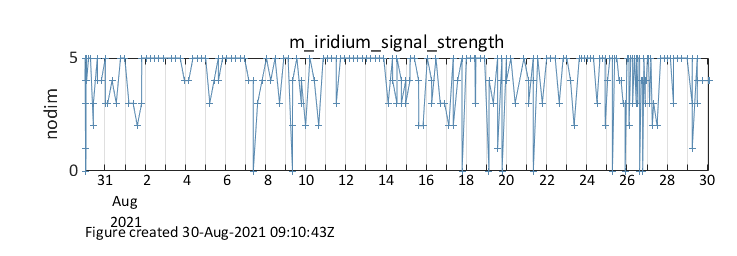 m_iridium_signal_strength
5
nodim
0
31 2 4 6 8 10 12 14 16 18 20 22 24 26 28 30
Aug
2021
Figure created 30-Aug-2021 09:10:43Z